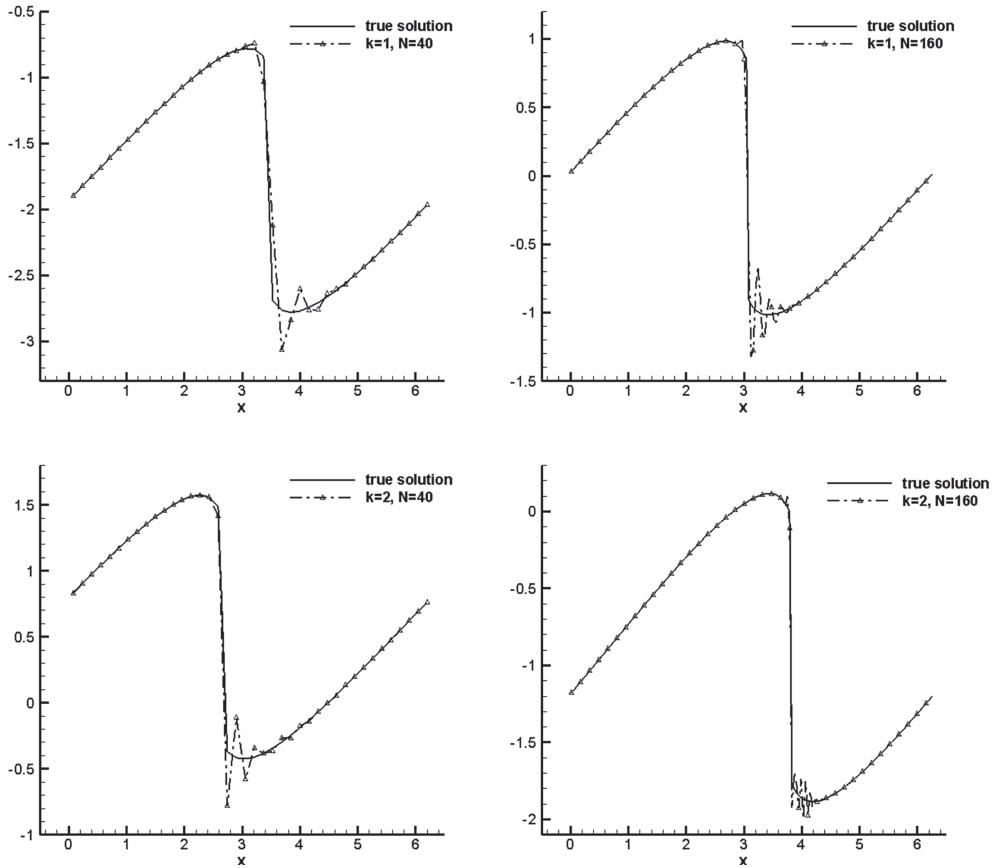 -0.5
-1
-1.5
-2
-2.5
-3
true solution
k=1, N=40
0 1 2 3 4 5 6
x
1
0.5
0
-0.5
-1
-1.5
true solution
k=1, N=160
0 1 2 3 4 5 6
x
1.5
1
0.5
0
-0.5
-1
true solution
k=2, N=40
0 1 2 3 4 5 6
x
0
-0.5
-1
-1.5
-2
true solution
k=2, N=160
0 1 2 3 4 5 6
x